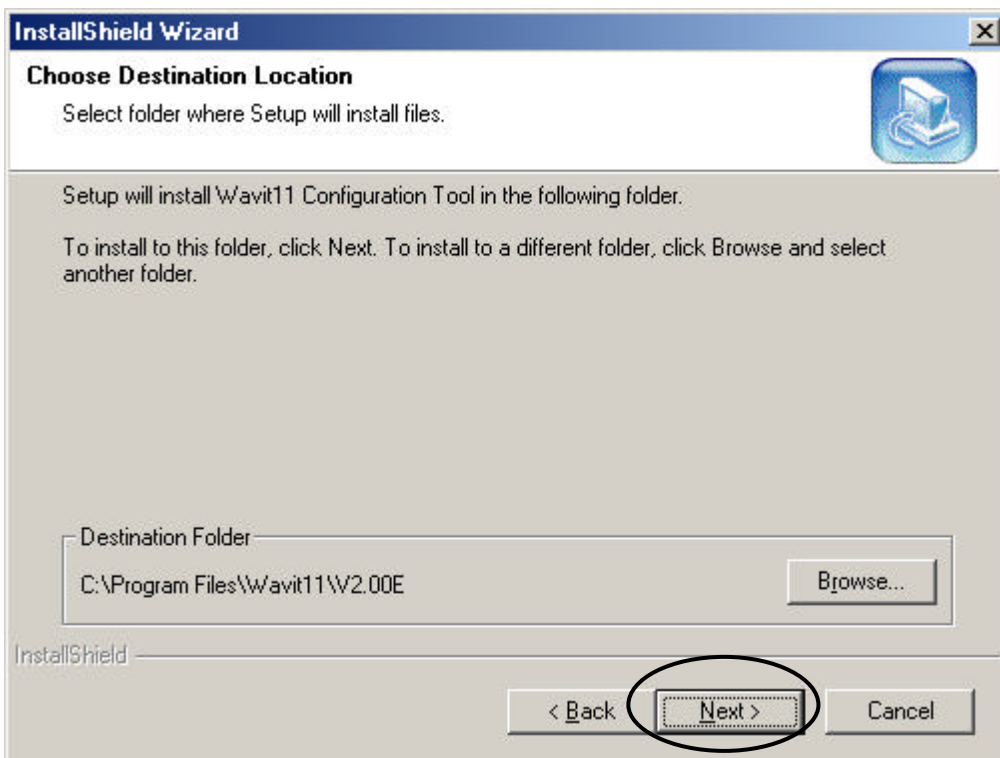 InstallShield Wizard
Choose Destination Location
Select folder where Setup will install files.
Setup will install Wavit11 Configuration Tool in the following folder.
To install to this folder, click Next. To install to a different folder, click Browse and select
another folder.
Destination Folder
C:\Program Files\Wavit11\V2.00E
Browse...
InstallShield
< Back
Next >
Cancel